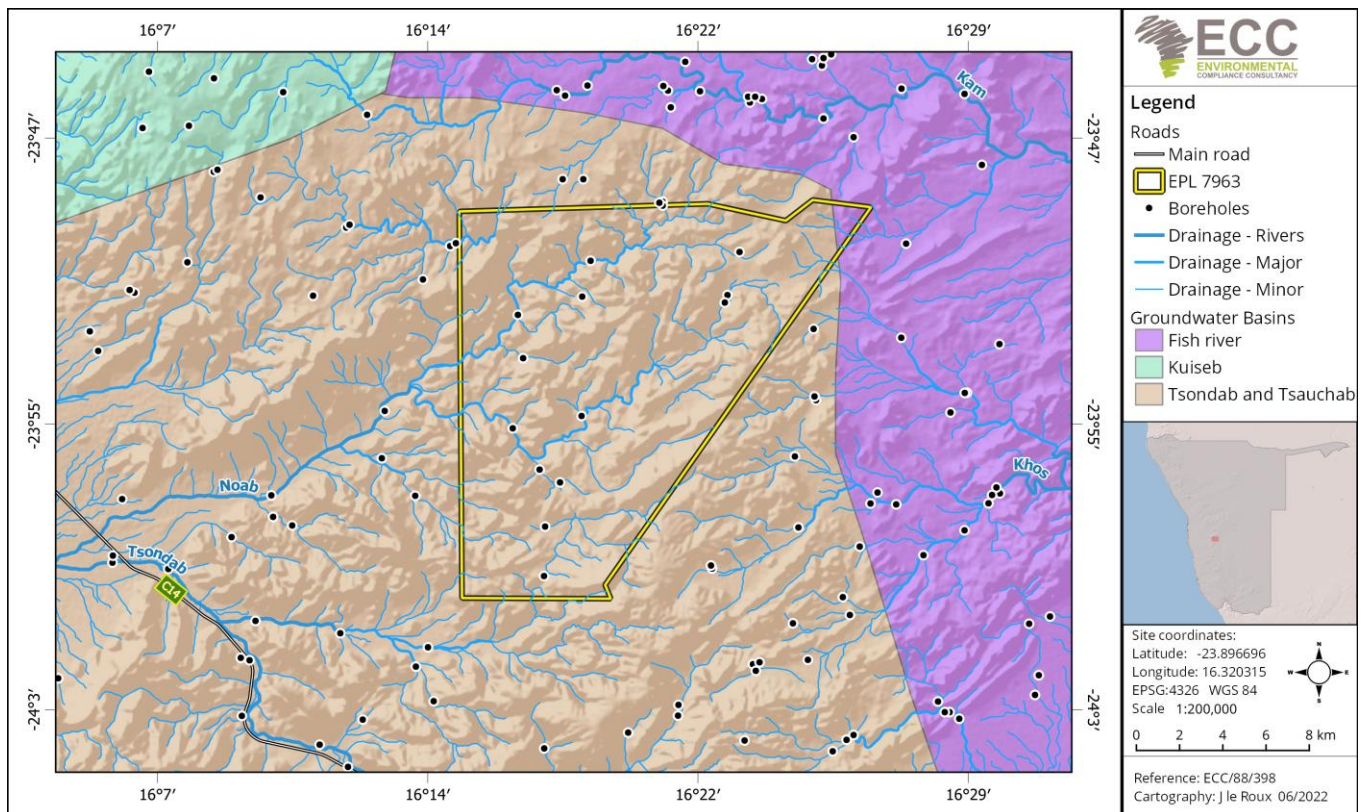 16°7′ 16°14′ 16°22′ 16°29′
-23°47′
-23°55′
-24°3′
-23°47′
-23°55′
-24°3′
Kam
Khos
Noab
Tsondab
C14
16°7′ 16°14′ 16°22′ 16°29′
ECC
ENVIRONMENTAL
COMPLIANCE CONSULTANCY
Legend
Roads
Main road
EPL 7963
Boreholes
Drainage - Rivers
Drainage - Major
Drainage - Minor
Groundwater Basins
Fish river
Kuiseb
Tsondab and Tsauchab
Site coordinates:
Latitude: -23.896696
Longitude: 16.320315
EPSG:4326 WGS 84
Scale 1:200,000
N
W E
S
0 2 4 6 8 km
Reference: ECC/88/398
Cartography: J le Roux 06/2022